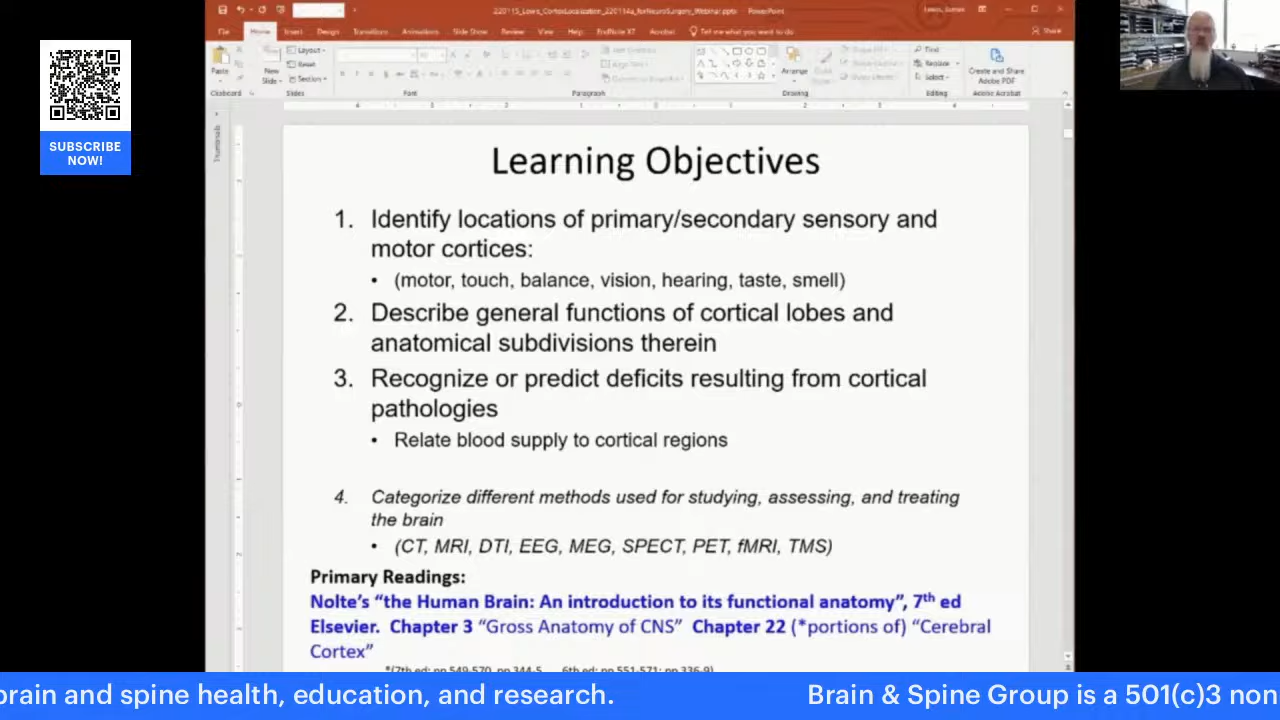 220115_Lewis_CortexLocalization_220114a_forNeuroSurgery_Webinar.pptx - PowerPoint
Lewis, James
File Home Insert Design Transitions Animations Slide Show Review View Help EndNote X7 Acrobat Tell me what you want to do Share
Paste
New
Slide
Layout
Reset
Section
Arrange
Find
Replace
Select
Create and Share
Adobe PDF
Clipboard Slides Font Paragraph Drawing Editing Adobe Acrobat
Thumbnails
SUBSCRIBE
NOW!
Learning Objectives
1. Identify locations of primary/secondary sensory and
motor cortices:
• (motor, touch, balance, vision, hearing, taste, smell)
2. Describe general functions of cortical lobes and
anatomical subdivisions therein
3. Recognize or predict deficits resulting from cortical
pathologies
• Relate blood supply to cortical regions
4. Categorize different methods used for studying, assessing, and treating
the brain
• (CT, MRI, DTI, EEG, MEG, SPECT, PET, fMRI, TMS)
Primary Readings:
Nolte's “the Human Brain: An introduction to its functional anatomy”, 7th ed
Elsevier. Chapter 3 “Gross Anatomy of CNS” Chapter 22 (*portions of) “Cerebral
Cortex”
*(7th ed: pp 549-570, pp 344-5 6th ed: pp 551-571; pp 336-9)
brain and spine health, education, and research. Brain & Spine Group is a 501(c)3 non